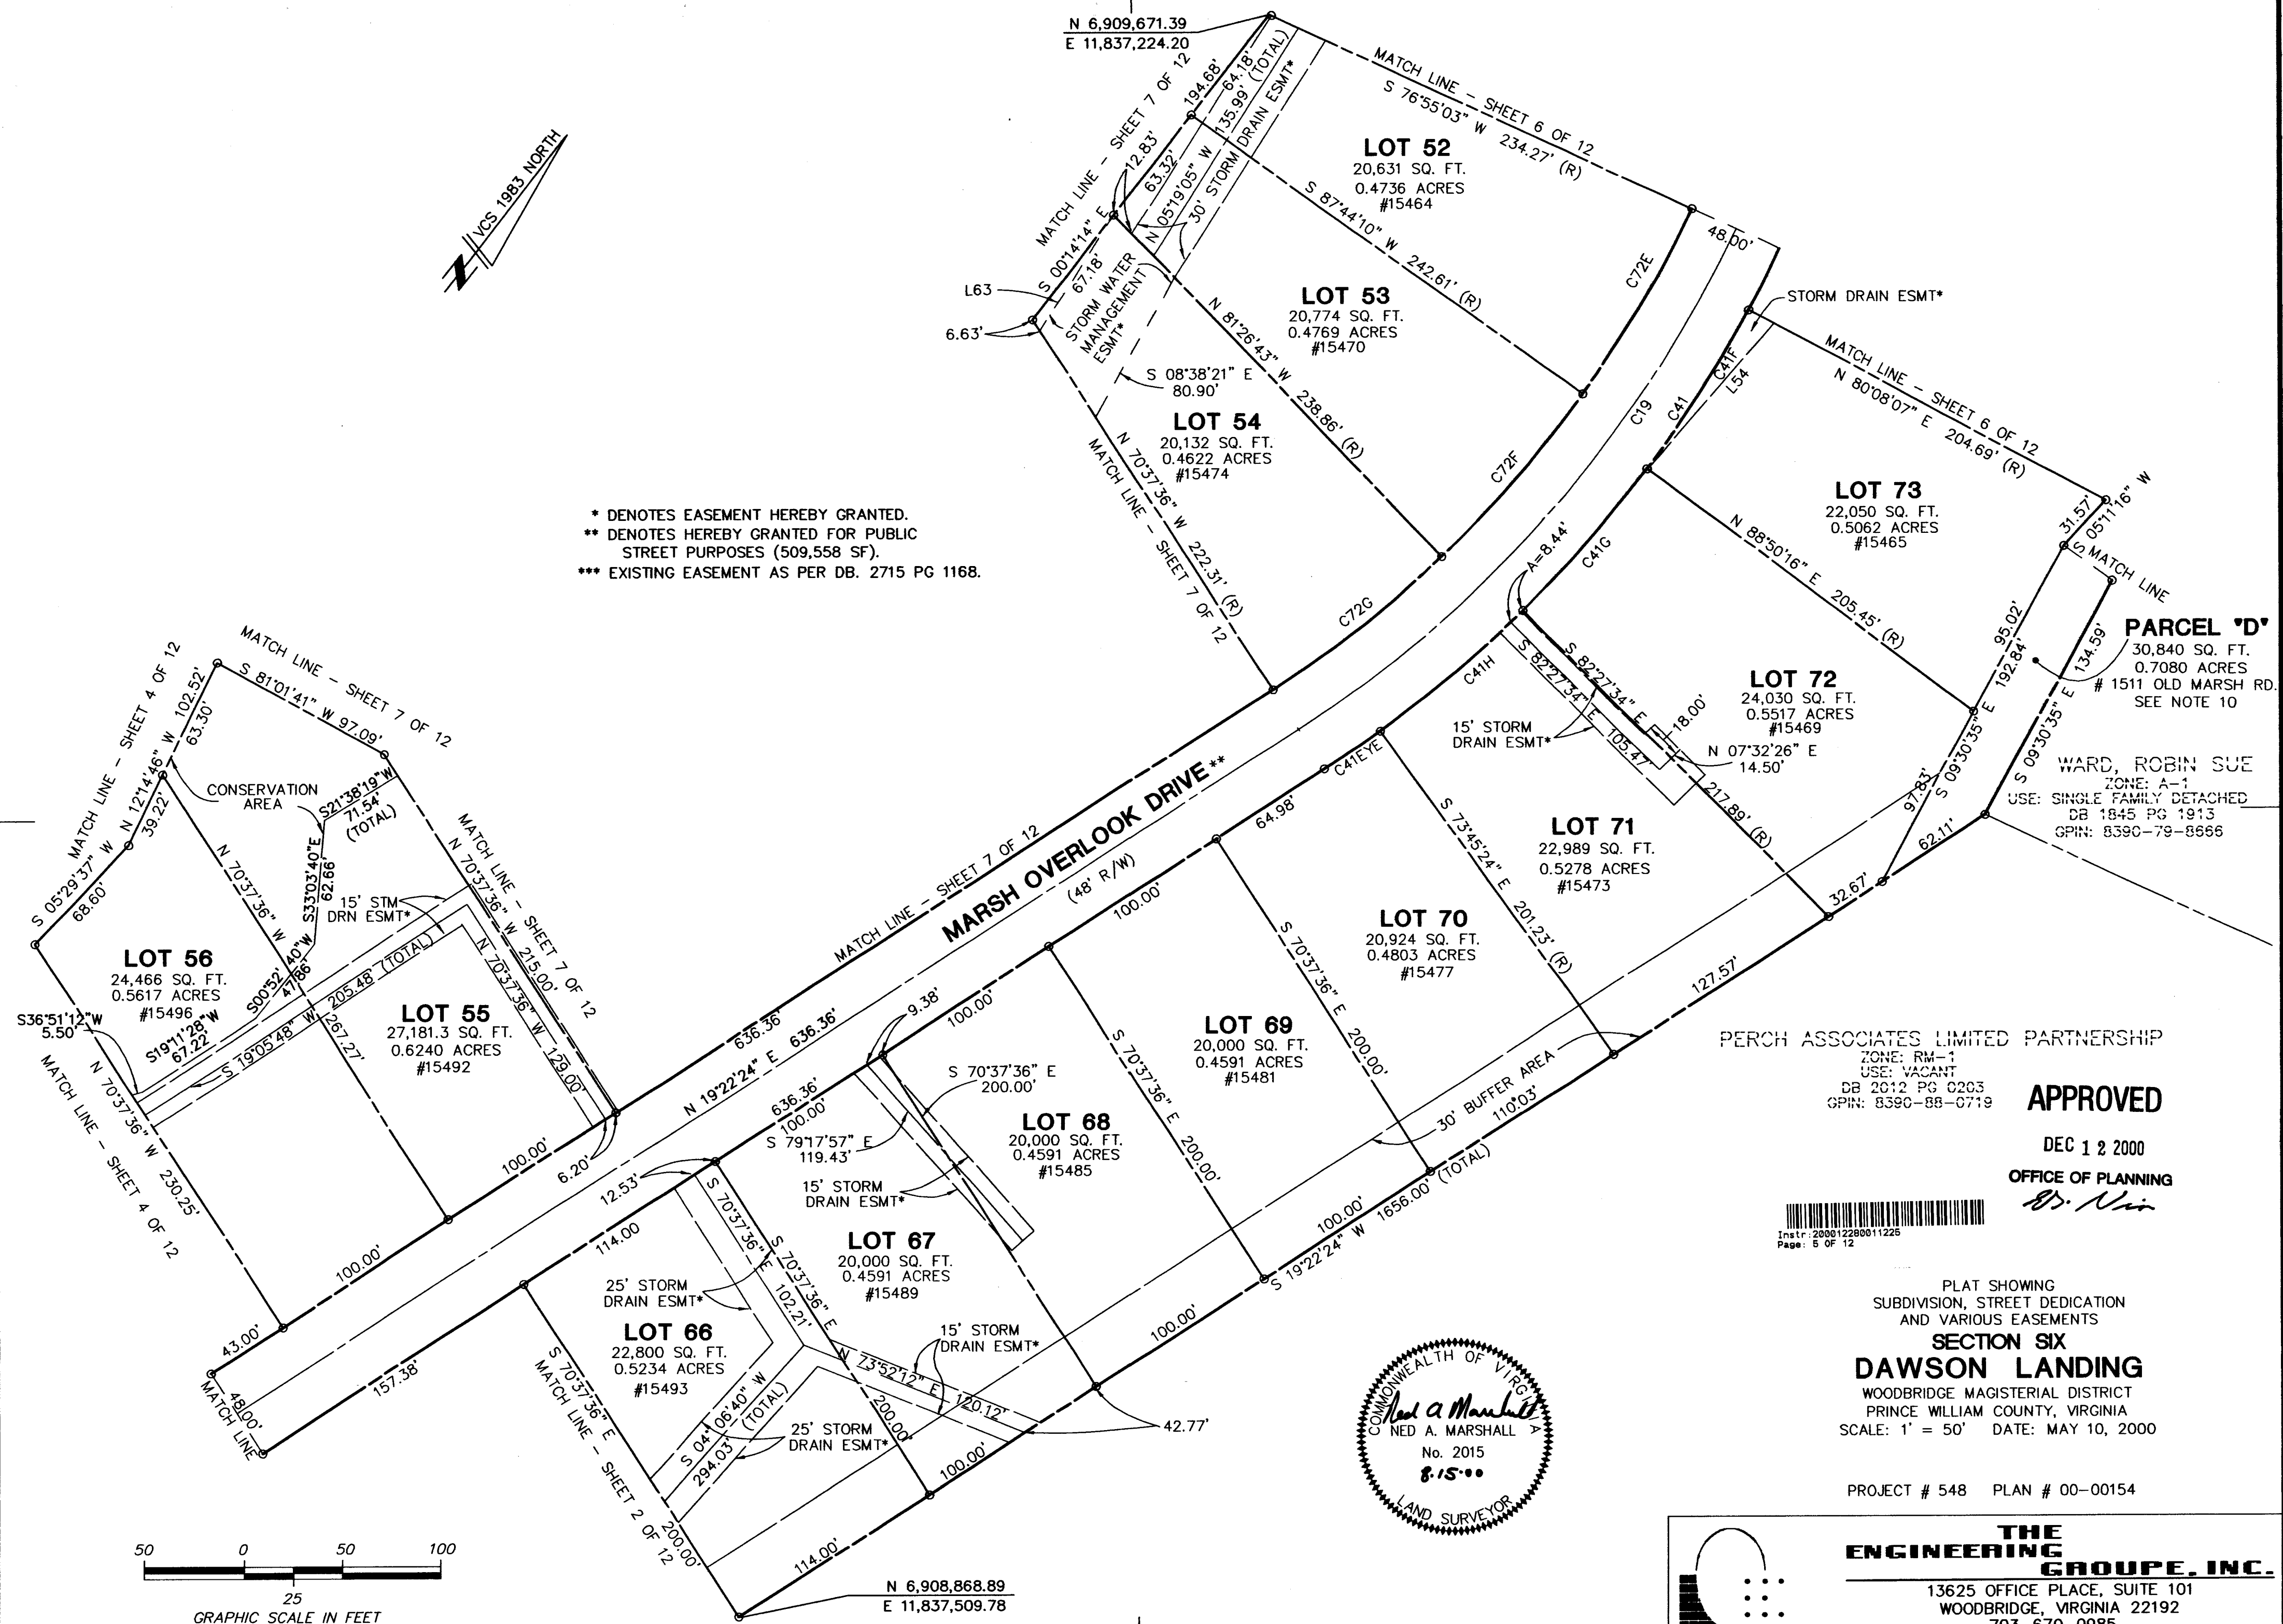 N 6,909,671.39
E 11,837,224.20
MATCH LINE - SHEET 7 OF 12
S 00°14'14" E
194.68'
64.18'
135.99' (TOTAL)
N 05°19'05" W
12.83'
63.32'
67.18'
30' STORM DRAIN ESMT*
MATCH LINE - SHEET 6 OF 12
S 76°55'03" W 234.27' (R)
LOT 52
20,631 SQ. FT.
0.4736 ACRES
#15464
S 87°44'10" W 242.61' (R)
C72E
48.00'
VCS 1983 NORTH
L63
6.63'
STORM WATER
MANAGEMENT
ESMT*
LOT 53
20,774 SQ. FT.
0.4769 ACRES
#15470
N 81°26'43" W 238.86' (R)
S 08°38'21" E
80.90'
STORM DRAIN ESMT*
C41F
L54
C41
C19
MATCH LINE - SHEET 6 OF 12
N 80°08'07" E 204.69' (R)
LOT 54
20,132 SQ. FT.
0.4622 ACRES
#15474
N 70°37'36" W 222.31' (R)
MATCH LINE - SHEET 7 OF 12
C72F
C72G
LOT 73
22,050 SQ. FT.
0.5062 ACRES
#15465
31.57'
S 05°11'16" W
MATCH LINE
* DENOTES EASEMENT HEREBY GRANTED.
** DENOTES HEREBY GRANTED FOR PUBLIC
STREET PURPOSES (509,558 SF).
*** EXISTING EASEMENT AS PER DB. 2715 PG 1168.
A=8.44'
C41G
N 88°50'16" E 205.45' (R)
95.02'
192.84'
134.59'
S 09°30'35" E
S 09°30'35" E
97.83'
62.11'
PARCEL "D"
30,840 SQ. FT.
0.7080 ACRES
# 1511 OLD MARSH RD.
SEE NOTE 10
C41H
C41EYE
S 82°27'34" E
S 82°27'34" E
105.47'
18.00'
15' STORM
DRAIN ESMT*
LOT 72
24,030 SQ. FT.
0.5517 ACRES
#15469
N 07°32'26" E
14.50'
217.89' (R)
32.67'
WARD, ROBIN SUE
ZONE: A-1
USE: SINGLE FAMILY DETACHED
DB 1845 PG 1913
GPIN: 8390-79-8666
MATCH LINE - SHEET 4 OF 12
N 12°14'46" W 102.52'
63.30'
39.22'
MATCH LINE - SHEET 7 OF 12
S 81°01'41" W 97.09'
CONSERVATION
AREA
S21°38'19"W
71.54'
(TOTAL)
S33°03'40"E
62.66'
S 05°29'37" W
68.60'
N 70°37'36" W
267.27'
15' STM
DRN ESMT*
MATCH LINE - SHEET 7 OF 12
N 70°37'36" W 215.00'
N 70°37'36" W 129.00'
MATCH LINE - SHEET 7 OF 12
MARSH OVERLOOK DRIVE**
(48' R/W)
64.98'
S 73°45'24" E 201.23' (R)
LOT 71
22,989 SQ. FT.
0.5278 ACRES
#15473
LOT 70
20,924 SQ. FT.
0.4803 ACRES
#15477
127.57'
LOT 56
24,466 SQ. FT.
0.5617 ACRES
#15496
S36°51'12"W
5.50'
S00°52'40"W
47.86'
S19°11'28"W
67.22'
S 19°05'48" W 205.48' (TOTAL)
LOT 55
27,181.3 SQ. FT.
0.6240 ACRES
#15492
N 70°37'36" W 230.25'
MATCH LINE - SHEET 4 OF 12
636.36'
N 19°22'24" E 636.36'
636.36'
100.00'
9.38'
100.00'
100.00'
S 70°37'36" E 200.00'
LOT 69
20,000 SQ. FT.
0.4591 ACRES
#15481
S 70°37'36" E 200.00'
30' BUFFER AREA
110.03'
S 70°37'36" E
200.00'
LOT 68
20,000 SQ. FT.
0.4591 ACRES
#15485
S 79°17'57" E
119.43'
15' STORM
DRAIN ESMT*
100.00'
6.20'
12.53'
100.00'
43.00'
48.00'
MATCH LINE
157.38'
114.00
S 70°37'36" E 102.21'
S 70°37'36" E
200.00'
LOT 67
20,000 SQ. FT.
0.4591 ACRES
#15489
25' STORM
DRAIN ESMT*
LOT 66
22,800 SQ. FT.
0.5234 ACRES
#15493
15' STORM
DRAIN ESMT*
N 73°52'12" E 120.12'
S 04°06'40" W
294.03' (TOTAL)
25' STORM
DRAIN ESMT*
S 70°37'36" E
200.00'
MATCH LINE - SHEET 2 OF 12
114.00'
100.00'
42.77'
100.00'
100.00'
S 19°22'24" W 1656.00' (TOTAL)
PERCH ASSOCIATES LIMITED PARTNERSHIP
ZONE: RM-1
USE: VACANT
DB 2012 PG 0203
GPIN: 8390-88-0719
APPROVED
DEC 12 2000
OFFICE OF PLANNING
Instr:200012280011225
Page: 5 OF 12
PLAT SHOWING
SUBDIVISION, STREET DEDICATION
AND VARIOUS EASEMENTS
SECTION SIX
DAWSON LANDING
WOODBRIDGE MAGISTERIAL DISTRICT
PRINCE WILLIAM COUNTY, VIRGINIA
SCALE: 1' = 50' DATE: MAY 10, 2000
PROJECT # 548 PLAN # 00-00154
COMMONWEALTH OF VIRGINIA
Ned A Marshall
NED A. MARSHALL
No. 2015
8.15.00
LAND SURVEYOR
N 6,908,868.89
E 11,837,509.78
50 0 50 100
25
GRAPHIC SCALE IN FEET
THE
ENGINEERING
GROUPE, INC.
13625 OFFICE PLACE, SUITE 101
WOODBRIDGE, VIRGINIA 22192
703-670-0985